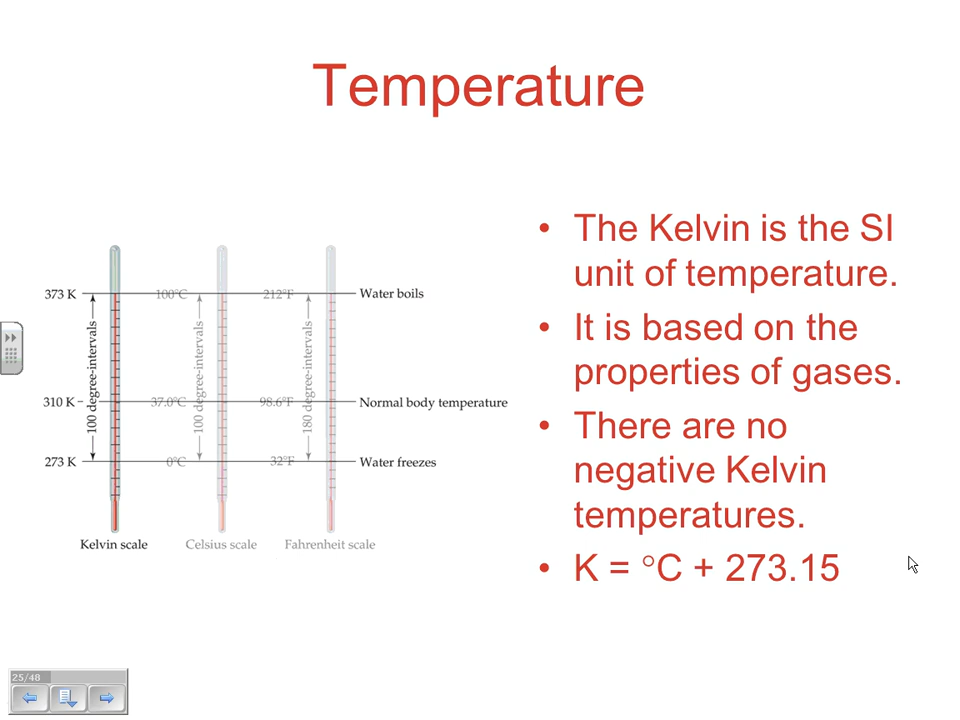 Temperature
• The Kelvin is the SI
unit of temperature.
• It is based on the
properties of gases.
• There are no
negative Kelvin
temperatures.
• K = °C + 273.15
373 K 100°C 212°F Water boils
100 degree-intervals
100 degree-intervals
180 degree-intervals
310 K 37.0°C 98.6°F Normal body temperature
273 K 0°C 32°F Water freezes
Kelvin scale Celsius scale Fahrenheit scale
25/48